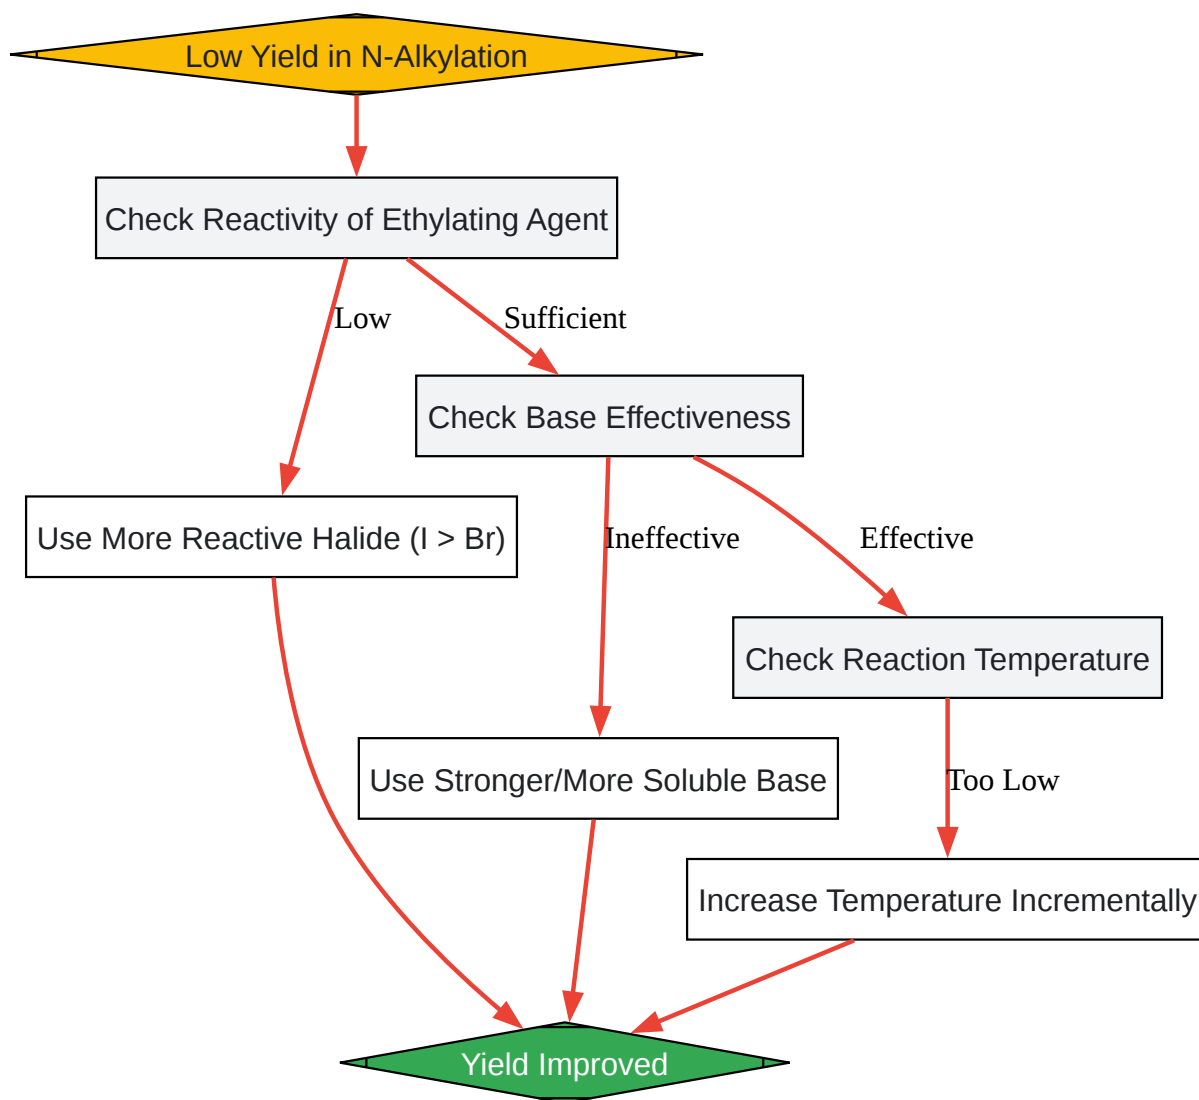 Low Yield in N-Alkylation
Check Reactivity of Ethylating Agent
Low
Sufficient
Check Base Effectiveness
Use More Reactive Halide (I > Br)
Ineffective
Effective
Check Reaction Temperature
Use Stronger/More Soluble Base
Too Low
Increase Temperature Incrementally
Yield Improved